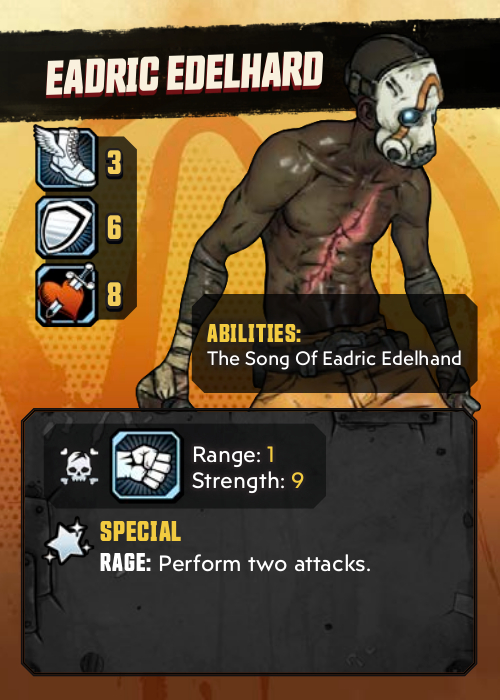 EADRIC EDELHARD
3
6
8
ABILITIES:
The Song Of Eadric Edelhand
Range: 1
Strength: 9
SPECIAL
RAGE: Perform two attacks.